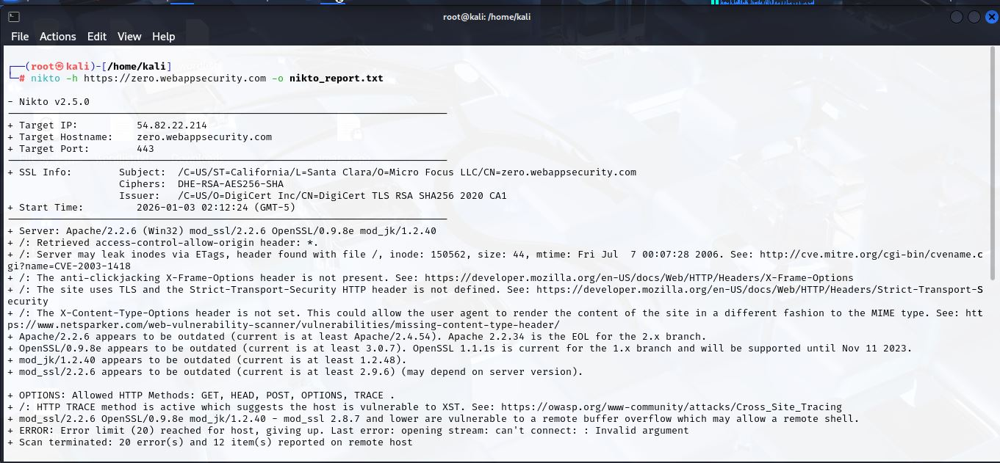 root@kali: /home/kali
File Actions Edit View Help
┌──(root㉿kali)-[/home/kali]
└─# nikto -h https://zero.webappsecurity.com -o nikto_report.txt
- Nikto v2.5.0
+ Target IP: 54.82.22.214
+ Target Hostname: zero.webappsecurity.com
+ Target Port: 443
+ SSL Info: Subject: /C=US/ST=California/L=Santa Clara/O=Micro Focus LLC/CN=zero.webappsecurity.com
Ciphers: DHE-RSA-AES256-SHA
Issuer: /C=US/O=DigiCert Inc/CN=DigiCert TLS RSA SHA256 2020 CA1
+ Start Time: 2026-01-03 02:12:24 (GMT-5)
+ Server: Apache/2.2.6 (Win32) mod_ssl/2.2.6 OpenSSL/0.9.8e mod_jk/1.2.40
+ /: Retrieved access-control-allow-origin header: *.
+ /: Server may leak inodes via ETags, header found with file /, inode: 150562, size: 44, mtime: Fri Jul  7 00:07:28 2006. See: http://cve.mitre.org/cgi-bin/cvename.c
gi?name=CVE-2003-1418
+ /: The anti-clickjacking X-Frame-Options header is not present. See: https://developer.mozilla.org/en-US/docs/Web/HTTP/Headers/X-Frame-Options
+ /: The site uses TLS and the Strict-Transport-Security HTTP header is not defined. See: https://developer.mozilla.org/en-US/docs/Web/HTTP/Headers/Strict-Transport-S
ecurity
+ /: The X-Content-Type-Options header is not set. This could allow the user agent to render the content of the site in a different fashion to the MIME type. See: htt
ps://www.netsparker.com/web-vulnerability-scanner/vulnerabilities/missing-content-type-header/
+ Apache/2.2.6 appears to be outdated (current is at least Apache/2.4.54). Apache 2.2.34 is the EOL for the 2.x branch.
+ OpenSSL/0.9.8e appears to be outdated (current is at least 3.0.7). OpenSSL 1.1.1s is current for the 1.x branch and will be supported until Nov 11 2023.
+ mod_jk/1.2.40 appears to be outdated (current is at least 1.2.48).
+ mod_ssl/2.2.6 appears to be outdated (current is at least 2.9.6) (may depend on server version).
+ OPTIONS: Allowed HTTP Methods: GET, HEAD, POST, OPTIONS, TRACE .
+ /: HTTP TRACE method is active which suggests the host is vulnerable to XST. See: https://owasp.org/www-community/attacks/Cross_Site_Tracing
+ mod_ssl/2.2.6 OpenSSL/0.9.8e mod_jk/1.2.40 - mod_ssl 2.8.7 and lower are vulnerable to a remote buffer overflow which may allow a remote shell.
+ ERROR: Error limit (20) reached for host, giving up. Last error: opening stream: can't connect: : Invalid argument
+ Scan terminated: 20 error(s) and 12 item(s) reported on remote host